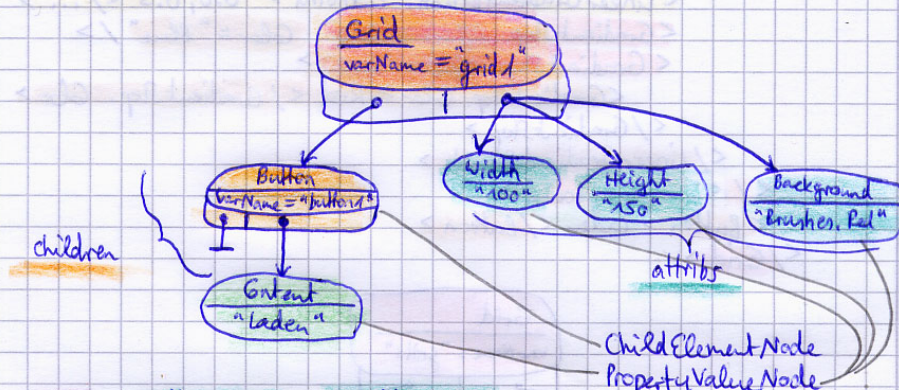 Grid
varName = "grid1"
Button
varName = "button1"
Width
"100"
Height
"150"
Background
"Brushes.Red"
children
attribs
Content
"Laden"
ChildElementNode
PropertyValueNode